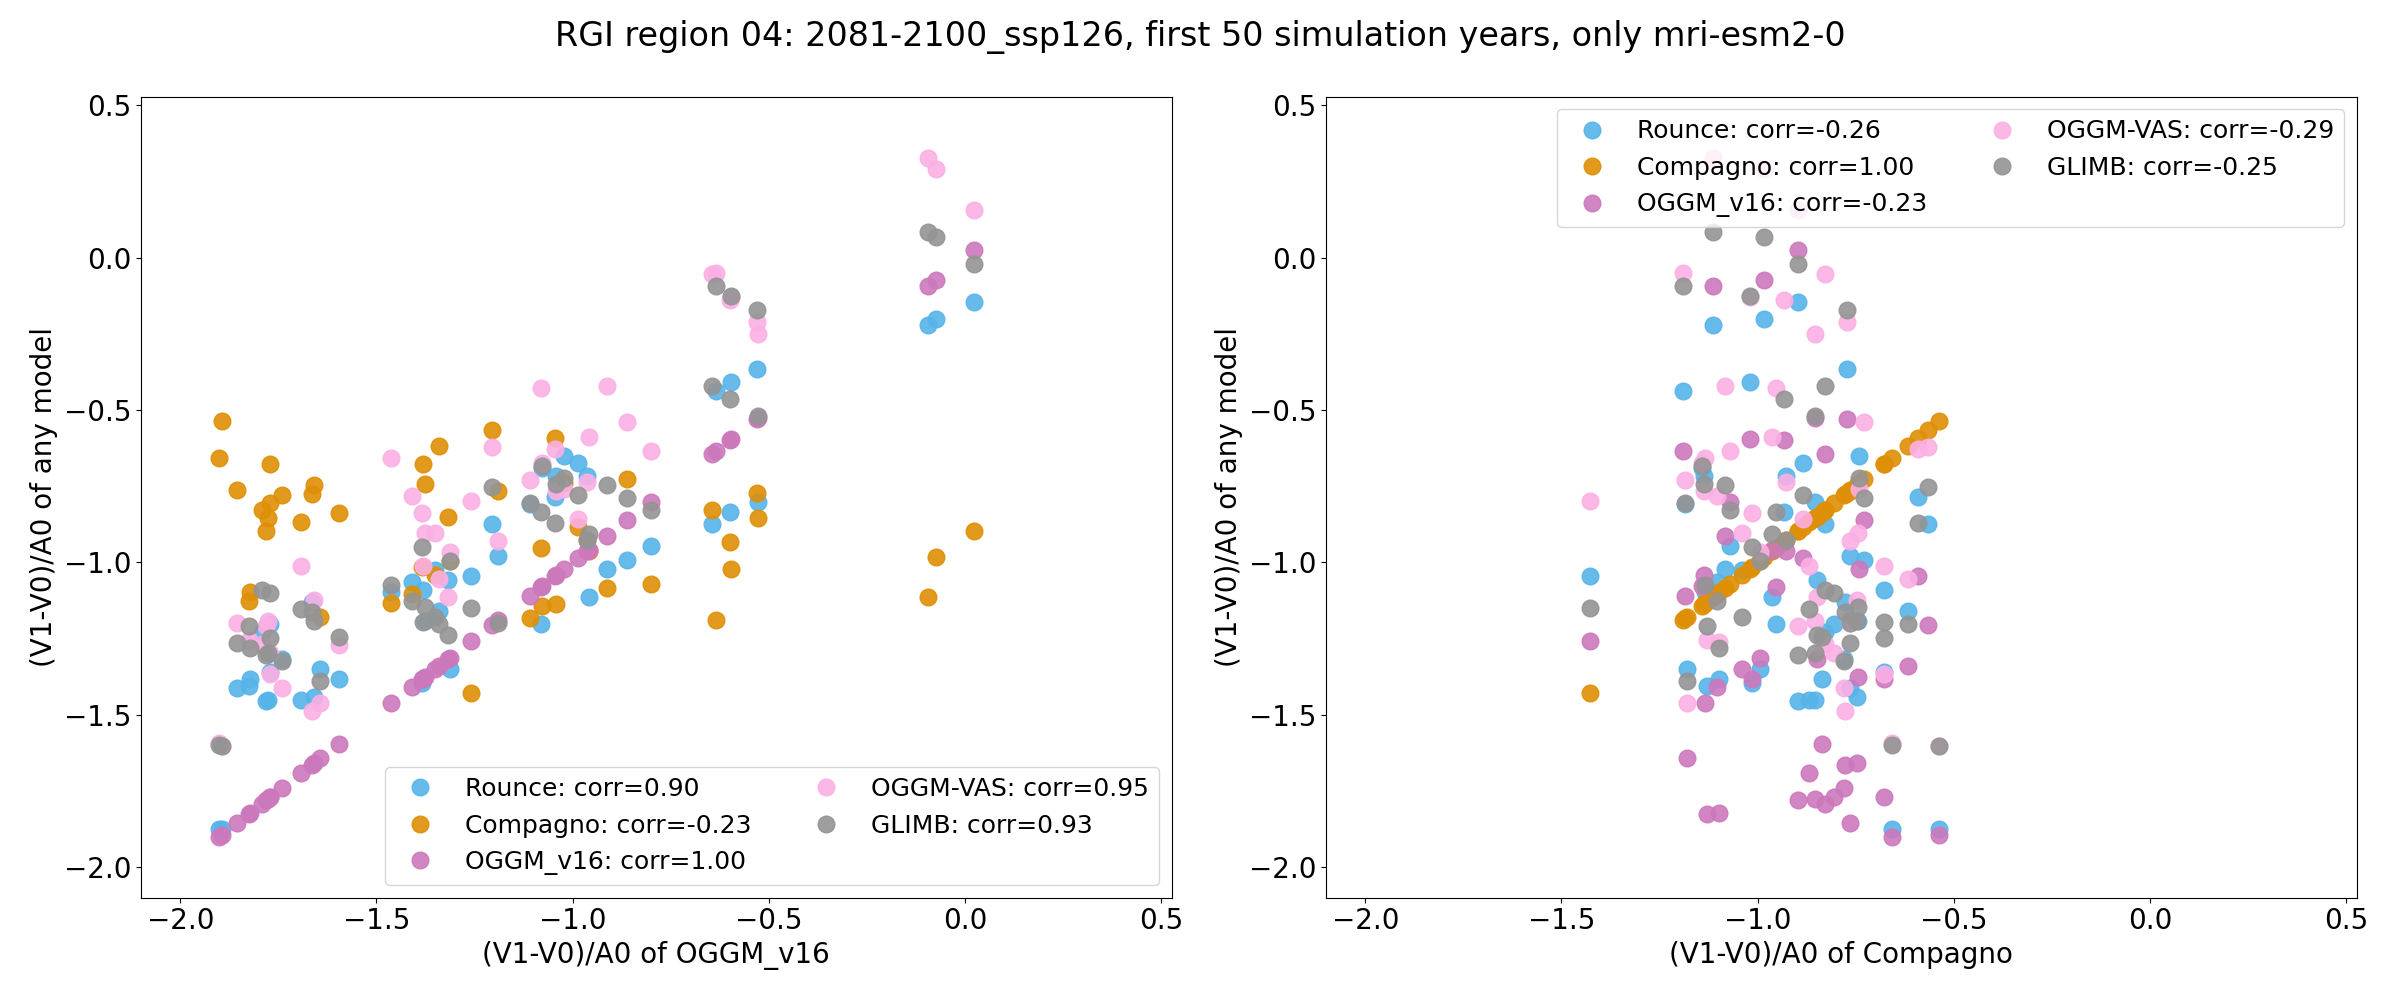 RGI region 04: 2081-2100_ssp126, first 50 simulation years, only mri-esm2-0
(V1-V0)/A0 of any model
0.5
0.0
−0.5
−1.0
−1.5
−2.0
Rounce: corr=0.90
Compagno: corr=-0.23
OGGM_v16: corr=1.00
OGGM-VAS: corr=0.95
GLIMB: corr=0.93
−2.0 −1.5 −1.0 −0.5 0.0 0.5
(V1-V0)/A0 of OGGM_v16
(V1-V0)/A0 of any model
0.5
0.0
−0.5
−1.0
−1.5
−2.0
Rounce: corr=-0.26
Compagno: corr=1.00
OGGM_v16: corr=-0.23
OGGM-VAS: corr=-0.29
GLIMB: corr=-0.25
−2.0 −1.5 −1.0 −0.5 0.0 0.5
(V1-V0)/A0 of Compagno